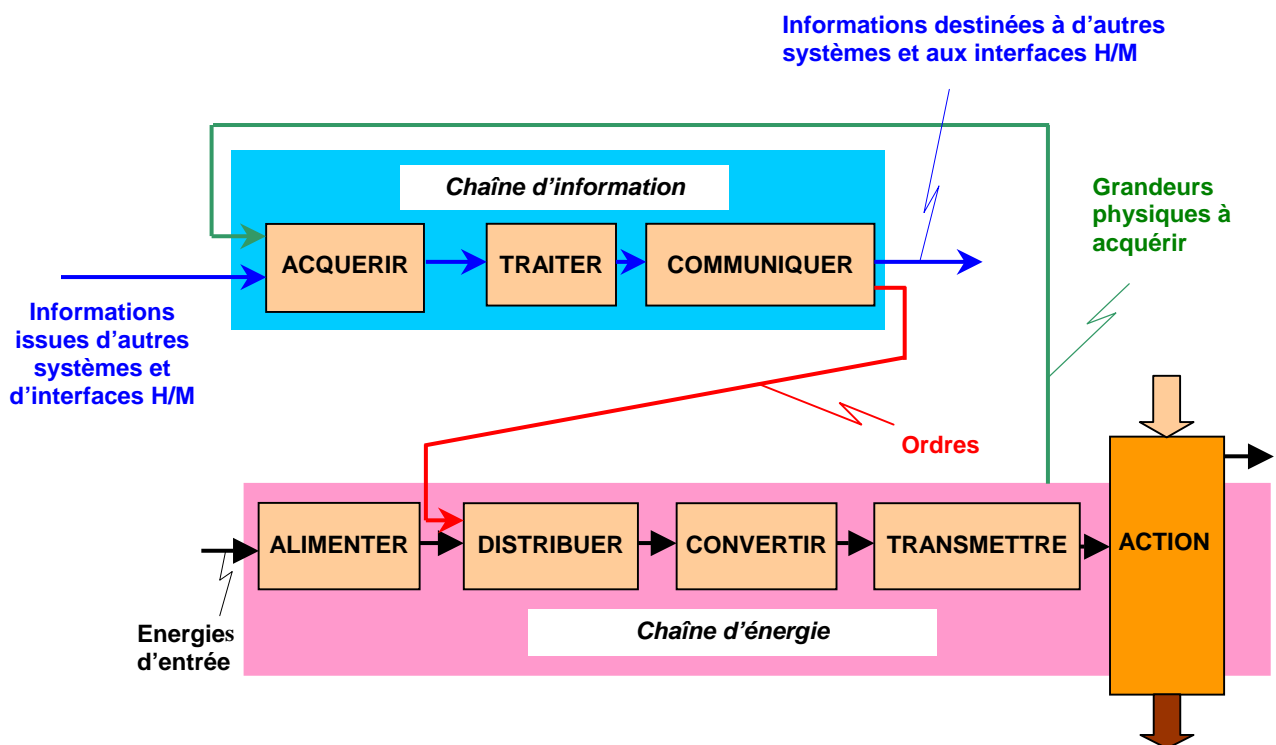 Informations destinées à d'autres
systèmes et aux interfaces H/M
Chaîne d'information
Grandeurs
physiques à
acquérir
ACQUERIR
TRAITER
COMMUNIQUER
Informations
issues d'autres
systèmes et
d'interfaces H/M
Ordres
ALIMENTER
DISTRIBUER
CONVERTIR
TRANSMETTRE
ACTION
Energies
d'entrée
Chaîne d'énergie